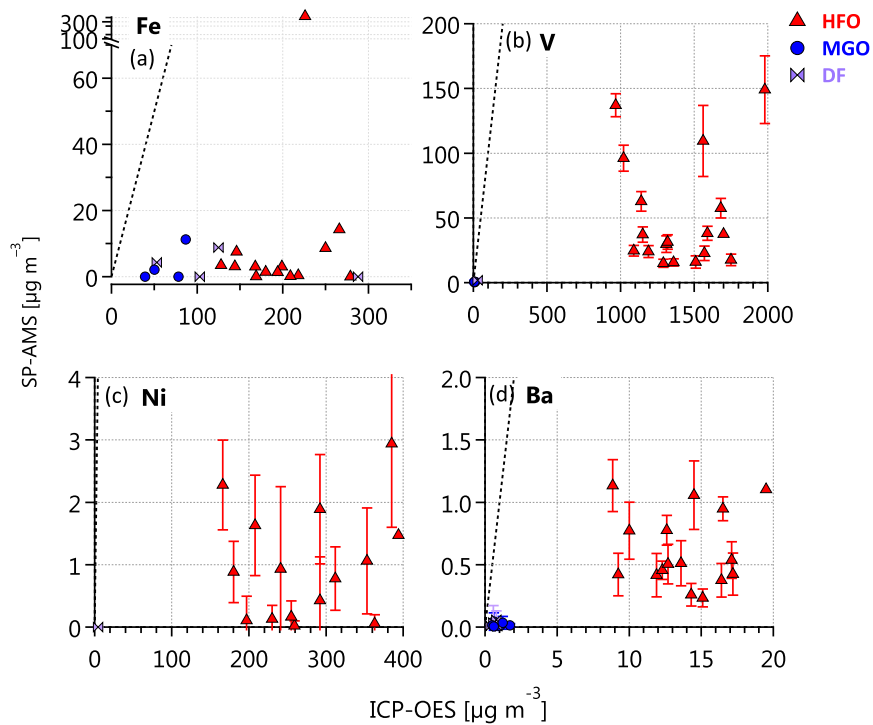 Fe
(a)
300
200
100
60
40
20
0
0 100 200 300
(b) V
200
150
100
50
0
0 500 1000 1500 2000
HFO
MGO
DF
SP-AMS [µg m⁻³]
(c) Ni
4
3
2
1
0
0 100 200 300 400
(d) Ba
2.0
1.5
1.0
0.5
0.0
0 5 10 15 20
ICP-OES [µg m⁻³]